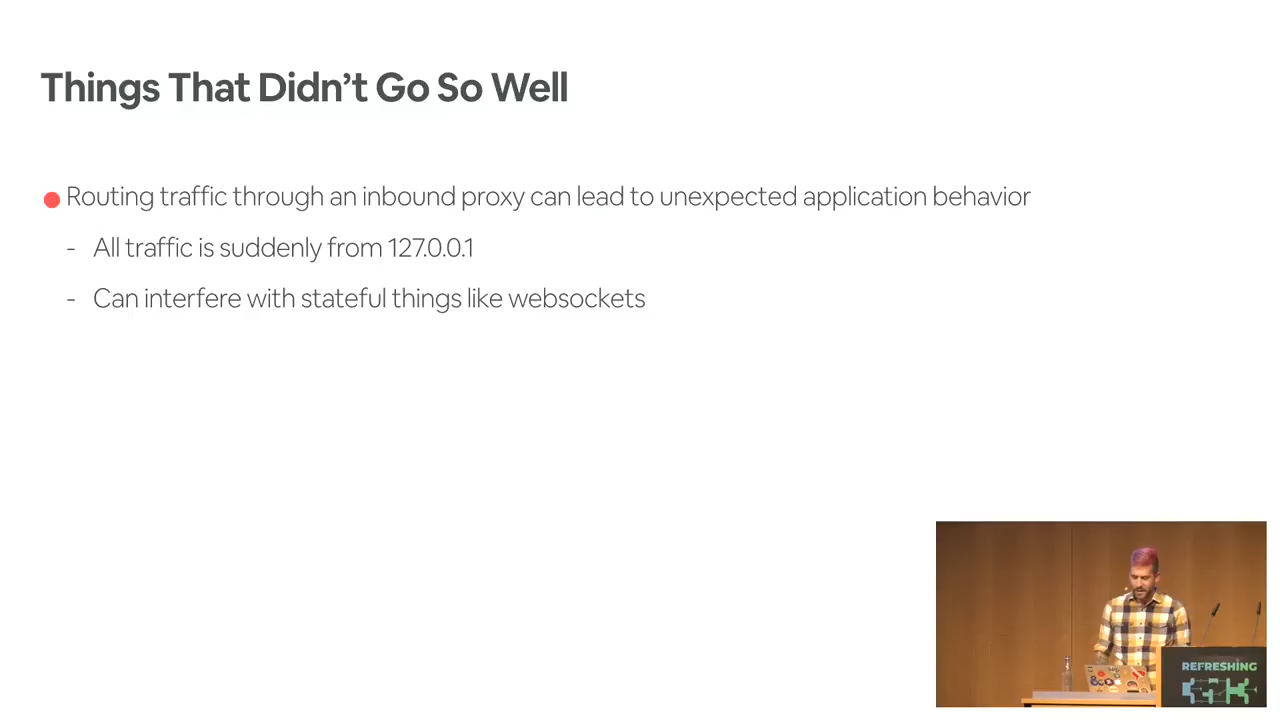 Things That Didn’t Go So Well
Routing traffic through an inbound proxy can lead to unexpected application behavior
- All traffic is suddenly from 127.0.0.1
- Can interfere with stateful things like websockets
REFRESHING